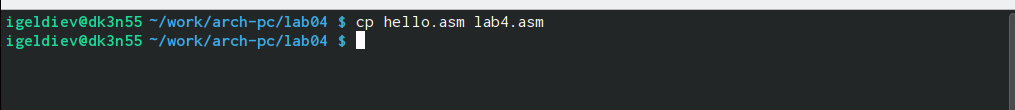 igeldiev@dk3n55 ~/work/arch-pc/lab04 $ cp hello.asm lab4.asm
igeldiev@dk3n55 ~/work/arch-pc/lab04 $